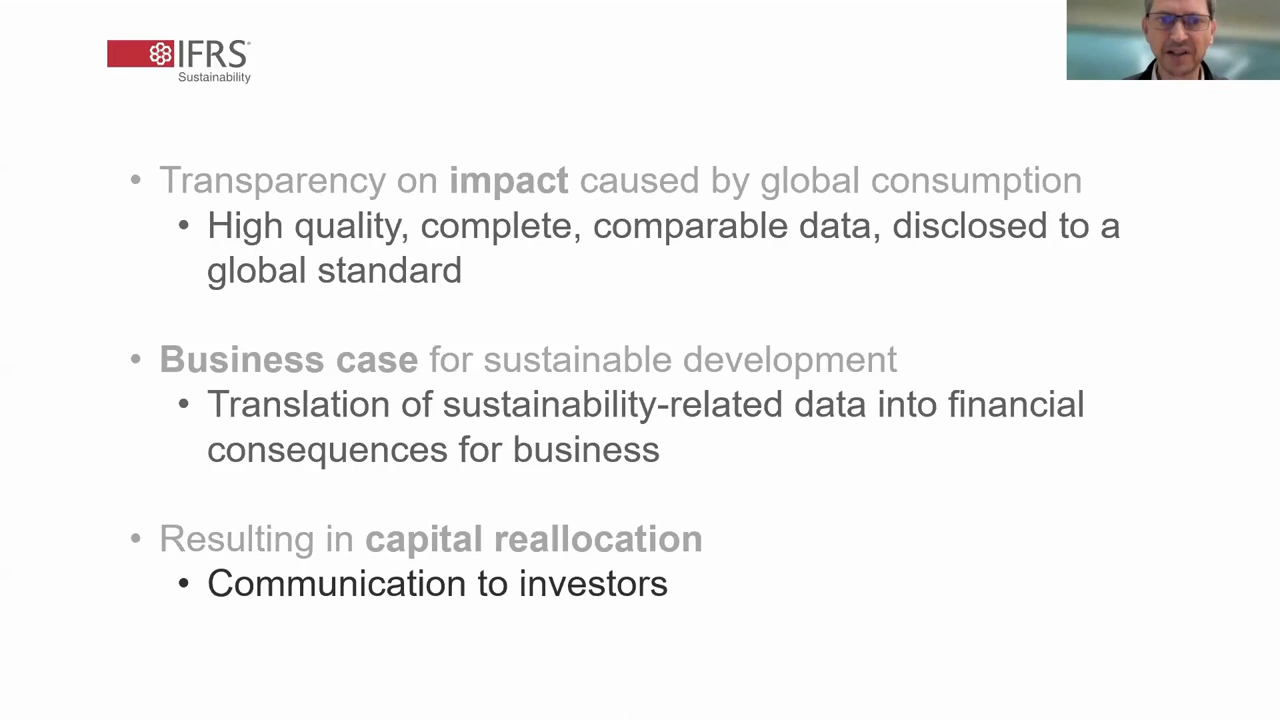 IFRS®
Sustainability
• Transparency on impact caused by global consumption
• High quality, complete, comparable data, disclosed to a
global standard
• Business case for sustainable development
• Translation of sustainability-related data into financial
consequences for business
• Resulting in capital reallocation
• Communication to investors